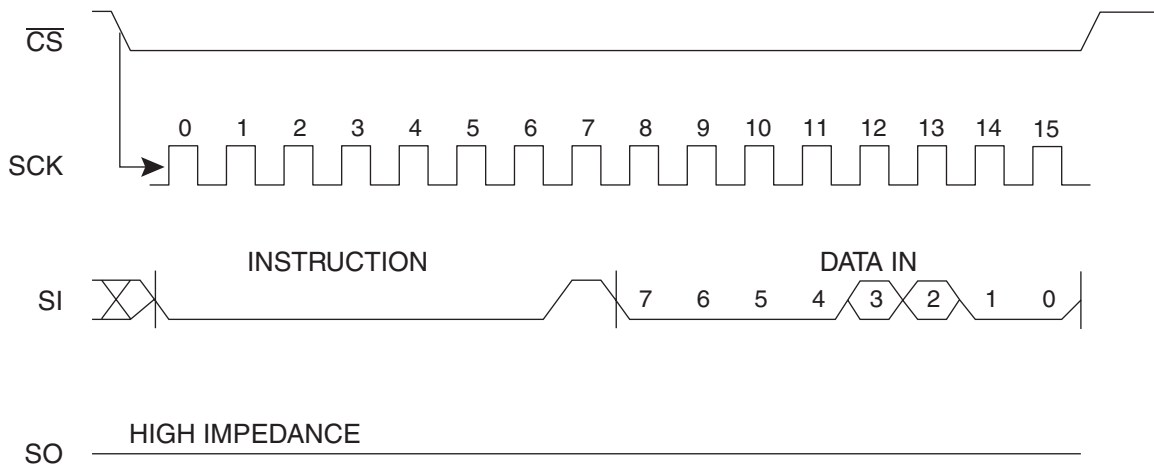 CS
0 1 2 3 4 5 6 7 8 9 10 11 12 13 14 15
SCK
INSTRUCTION DATA IN
SI 7 6 5 4 3 2 1 0
HIGH IMPEDANCE
SO